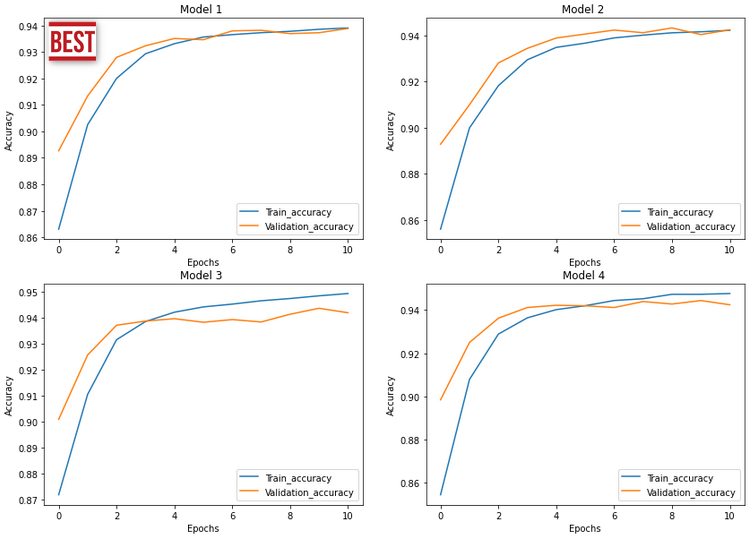 Model 1
BEST
0.94
0.93
0.92
0.91
0.90
0.89
0.88
0.87
0.86
Accuracy
Train_accuracy
Validation_accuracy
0 2 4 6 8 10
Epochs
Model 2
0.94
0.92
0.90
0.88
0.86
Accuracy
Train_accuracy
Validation_accuracy
0 2 4 6 8 10
Epochs
Model 3
0.95
0.94
0.93
0.92
0.91
0.90
0.89
0.88
0.87
Accuracy
Train_accuracy
Validation_accuracy
0 2 4 6 8 10
Epochs
Model 4
0.94
0.92
0.90
0.88
0.86
Accuracy
Train_accuracy
Validation_accuracy
0 2 4 6 8 10
Epochs